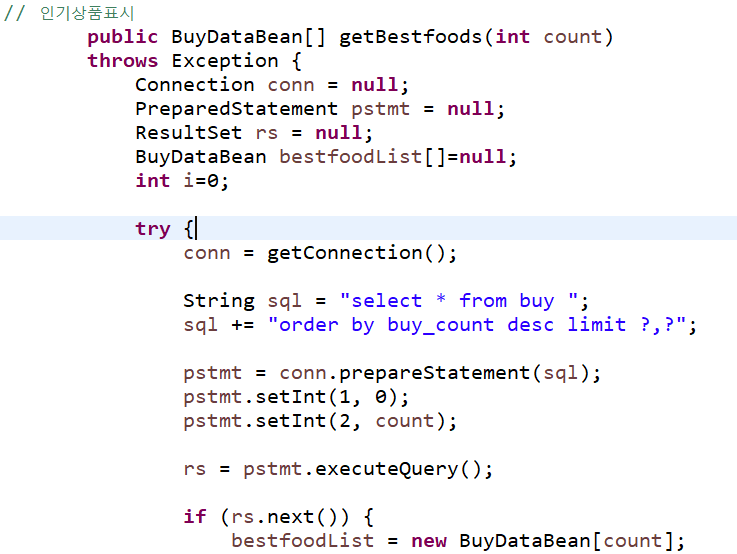 // 인기상품표시
public BuyDataBean[] getBestfoods(int count)
throws Exception {
Connection conn = null;
PreparedStatement pstmt = null;
ResultSet rs = null;
BuyDataBean bestfoodList[]=null;
int i=0;
try {
conn = getConnection();
String sql = "select * from buy ";
sql += "order by buy_count desc limit ?,?";
pstmt = conn.prepareStatement(sql);
pstmt.setInt(1, 0);
pstmt.setInt(2, count);
rs = pstmt.executeQuery();
if (rs.next()) {
bestfoodList = new BuyDataBean[count];